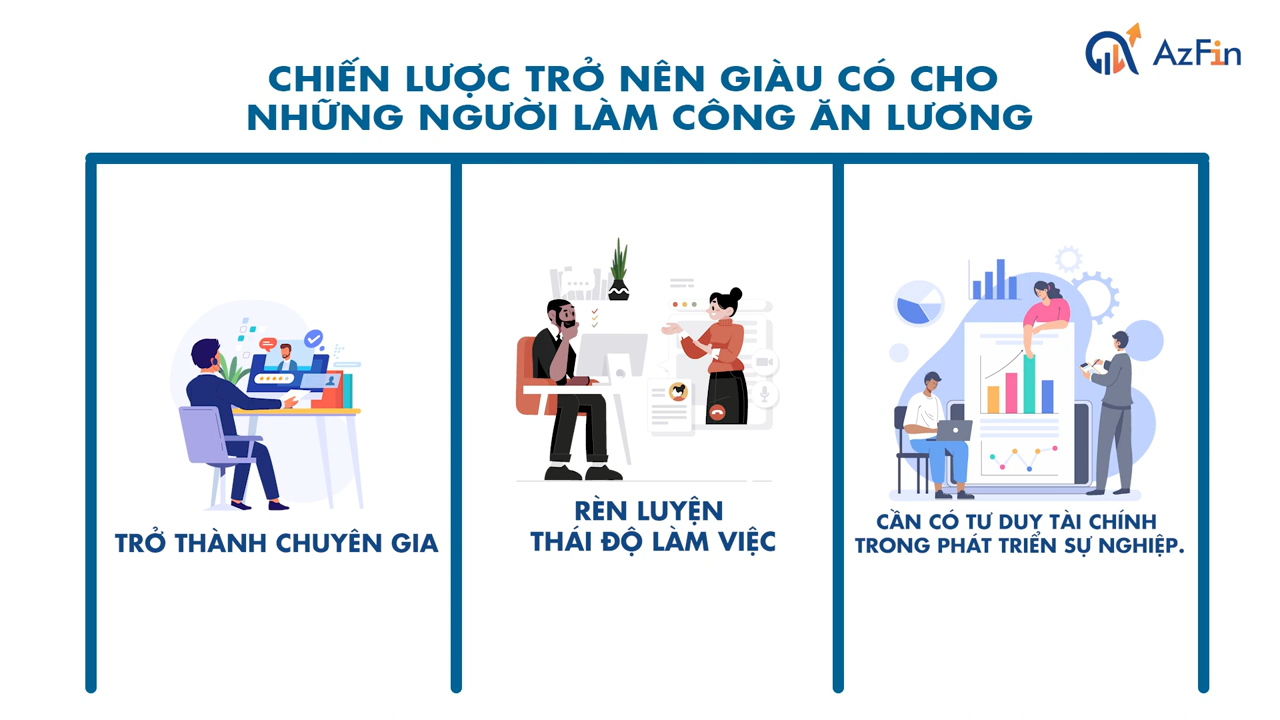 AzFin
CHIẾN LƯỢC TRỞ NÊN GIÀU CÓ CHO
NHỮNG NGƯỜI LÀM CÔNG ĂN LƯƠNG
TRỞ THÀNH CHUYÊN GIA
RÈN LUYỆN
THÁI ĐỘ LÀM VIỆC
CẦN CÓ TƯ DUY TÀI CHÍNH
TRONG PHÁT TRIỂN SỰ NGHIỆP.